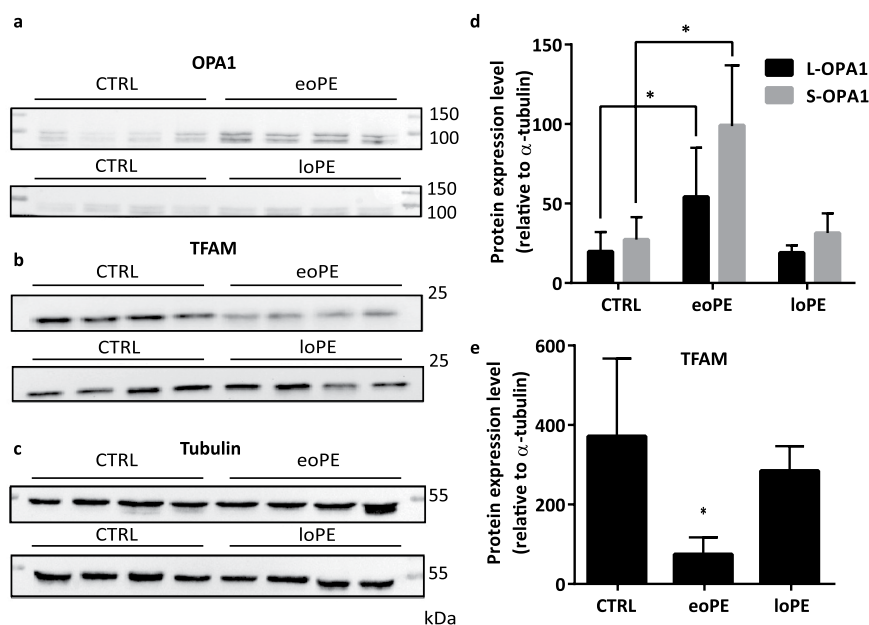 a
OPA1
CTRL eoPE
150
100
CTRL loPE
150
100
b
TFAM
CTRL eoPE
25
CTRL loPE
25
c
Tubulin
CTRL eoPE
55
CTRL loPE
55
kDa
d
Protein expression level
(relative to α-tubulin)
150
100
50
0
* *
L-OPA1
S-OPA1
CTRL eoPE loPE
e
TFAM
Protein expression level
(relative to α-tubulin)
600
400
200
0
*
CTRL eoPE loPE